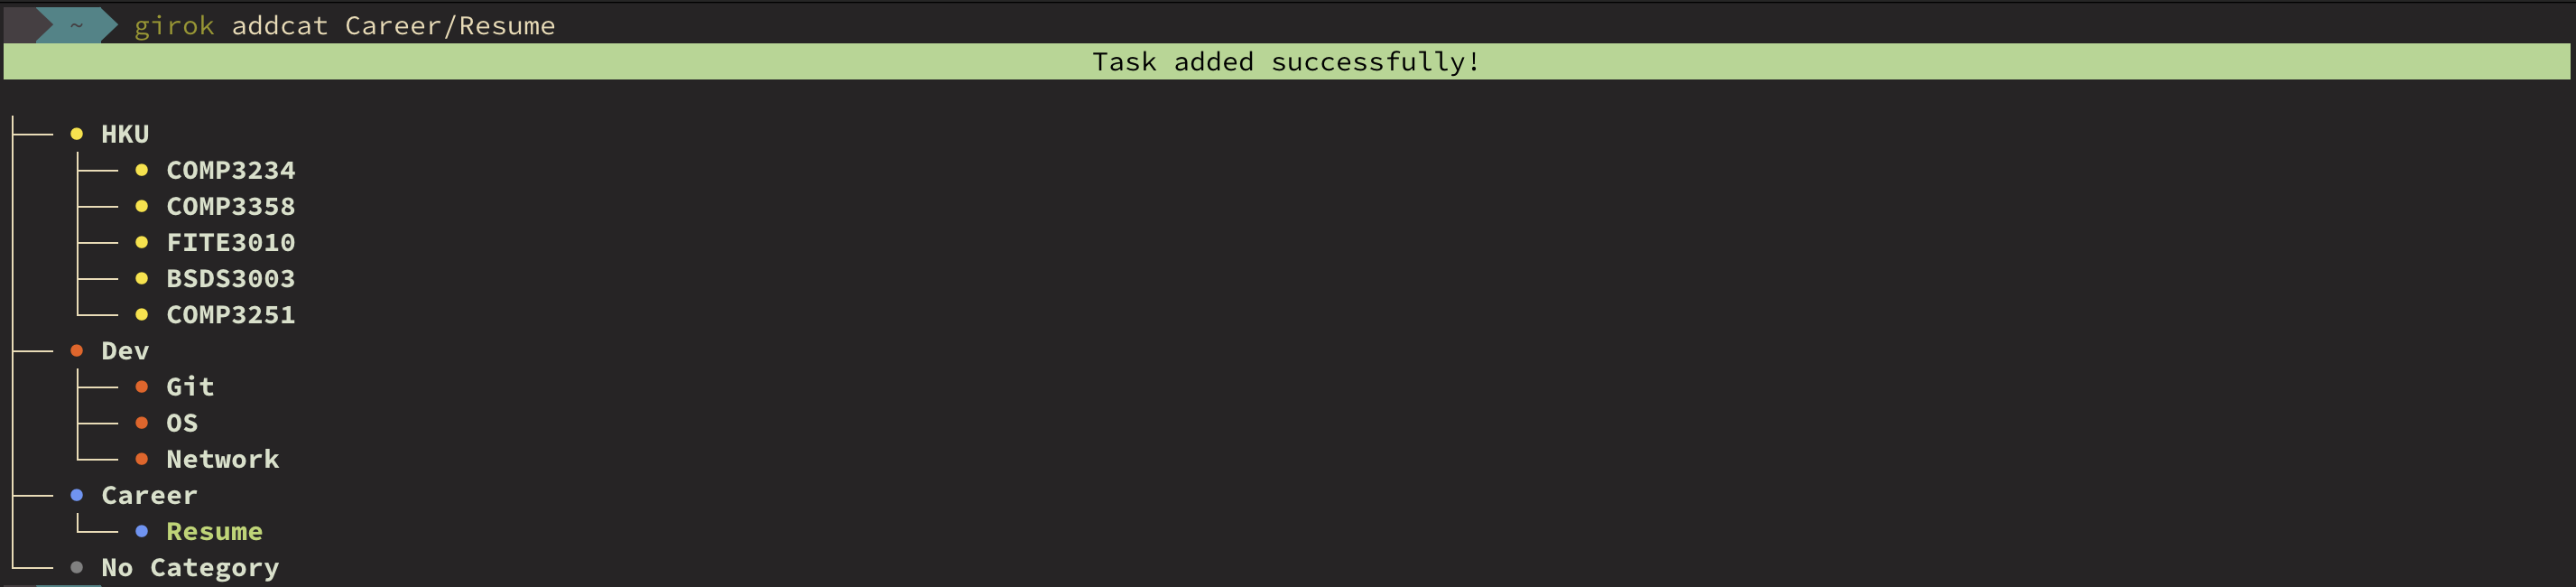 ~ girok addcat Career/Resume
Task added successfully!
HKU
COMP3234
COMP3358
FITE3010
BSDS3003
COMP3251
Dev
Git
OS
Network
Career
Resume
No Category